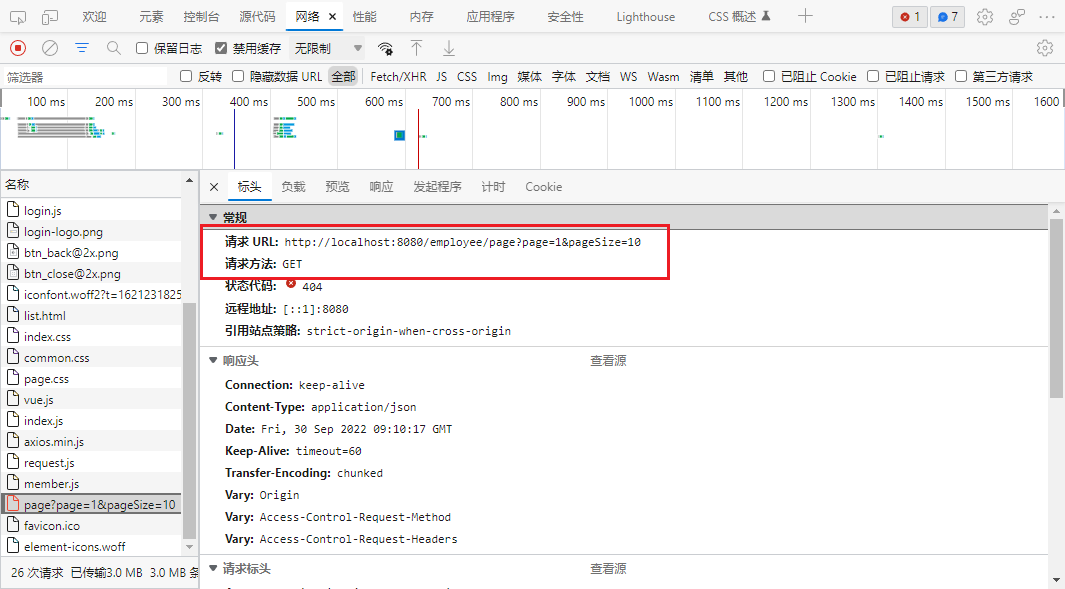 欢迎 元素 控制台 源代码 网络 性能 内存 应用程序 安全性 Lighthouse CSS 概述 1 7
保留日志 禁用缓存 无限制
筛选器 反转 隐藏数据 URL 全部 Fetch/XHR JS CSS Img 媒体 字体 文档 WS Wasm 清单 其他 已阻止 Cookie 已阻止请求 第三方请求
100 ms 200 ms 300 ms 400 ms 500 ms 600 ms 700 ms 800 ms 900 ms 1000 ms 1100 ms 1200 ms 1300 ms 1400 ms 1500 ms 1600
名称
login.js
login-logo.png
btn_back@2x.png
btn_close@2x.png
iconfont.woff2?t=1621231825
list.html
index.css
common.css
page.css
vue.js
index.js
axios.min.js
request.js
member.js
page?page=1&pageSize=10
favicon.ico
element-icons.woff
26 次请求 已传输3.0 MB 3.0 MB 条
标头 负载 预览 响应 发起程序 计时 Cookie
常规
请求 URL: http://localhost:8080/employee/page?page=1&pageSize=10
请求方法: GET
状态代码: 404
远程地址: [::1]:8080
引用站点策略: strict-origin-when-cross-origin
响应头 查看源
Connection: keep-alive
Content-Type: application/json
Date: Fri, 30 Sep 2022 09:10:17 GMT
Keep-Alive: timeout=60
Transfer-Encoding: chunked
Vary: Origin
Vary: Access-Control-Request-Method
Vary: Access-Control-Request-Headers
请求标头 查看源